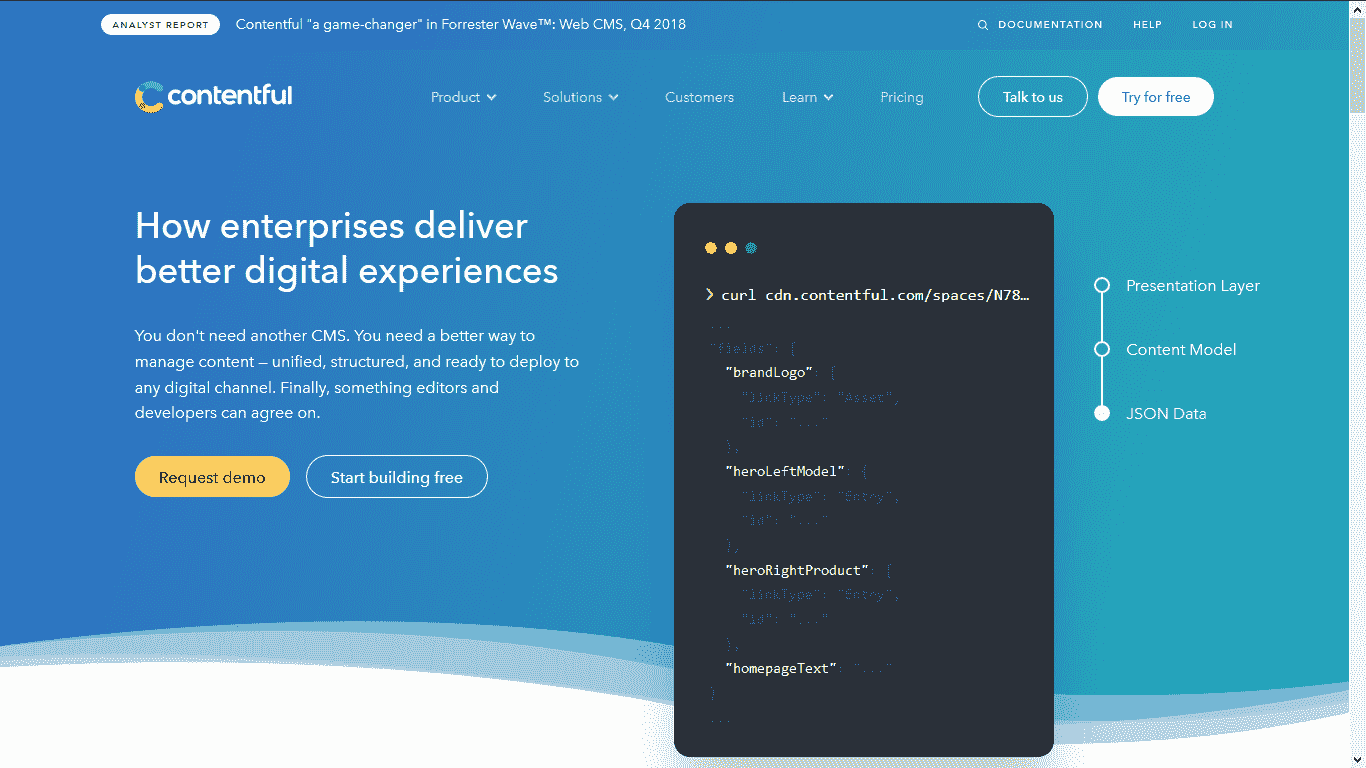 ANALYST REPORT Contentful "a game-changer" in Forrester Wave™: Web CMS, Q4 2018 DOCUMENTATION HELP LOG IN
contentful Product Solutions Customers Learn Pricing Talk to us Try for free
How enterprises deliver
better digital experiences
You don't need another CMS. You need a better way to
manage content – unified, structured, and ready to deploy to
any digital channel. Finally, something editors and
developers can agree on.
Request demo Start building free
❯ curl cdn.contentful.com/spaces/N78…
...
"fields": {
"brandLogo": {
"linkType": "Asset",
"id": "..."
},
"heroLeftModel": {
"linkType": "Entry",
"id": "..."
},
"heroRightProduct": {
"linkType": "Entry",
"id": "..."
},
"homepageText": "..."
}
...
Presentation Layer
Content Model
JSON Data